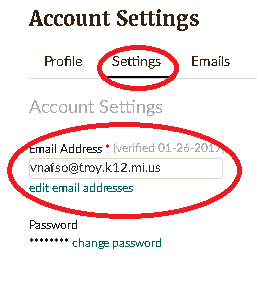 Account Settings
Profile Settings Emails
Account Settings
Email Address * (verified 01-26-2017)
vnaiso@troy.k12.mi.us
edit email addresses
Password
******** change password